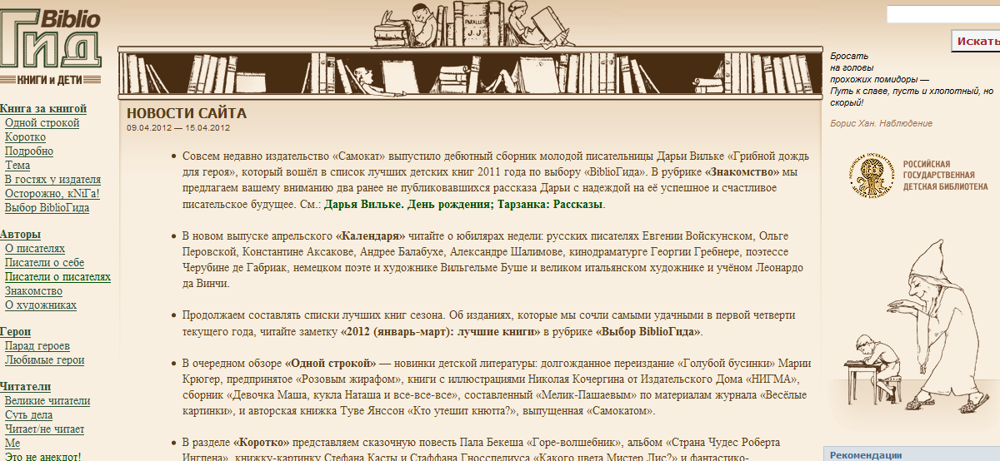 Biblio
Гид
КНИГИ и ДЕТИ
Книга за книгой
Одной строкой
Коротко
Подробно
Тема
В гостях у издателя
Осторожно, кNiГа!
Выбор BiblioГида
Авторы
О писателях
Писатели о себе
Писатели о писателях
Знакомство
О художниках
Герои
Парад героев
Любимые герои
Читатели
Великие читатели
Суть дела
Читает/не читает
Ме
Это не анекдот!
PARALLELI
J.J
НОВОСТИ САЙТА
09.04.2012 — 15.04.2012
• Совсем недавно издательство «Самокат» выпустило дебютный сборник молодой писательницы Дарьи Вильке «Грибной дождь
для героя», который вошёл в список лучших детских книг 2011 года по выбору «BiblioГида». В рубрике «Знакомство» мы
предлагаем вашему вниманию два ранее не публиковавшихся рассказа Дарьи с надеждой на её успешное и счастливое
писательское будущее. См.: Дарья Вильке. День рождения; Тарзанка: Рассказы.
• В новом выпуске апрельского «Календаря» читайте о юбилярах недели: русских писателях Евгении Войскунском, Ольге
Перовской, Константине Аксакове, Андрее Балабухе, Александре Шалимове, кинодраматурге Георгии Гребнере, поэтессе
Черубине де Габриак, немецком поэте и художнике Вильгельме Буше и великом итальянском художнике и учёном Леонардо
да Винчи.
• Продолжаем составлять списки лучших книг сезона. Об изданиях, которые мы сочли самыми удачными в первой четверти
текущего года, читайте заметку «2012 (январь-март): лучшие книги» в рубрике «Выбор BiblioГида».
• В очередном обзоре «Одной строкой» — новинки детской литературы: долгожданное переиздание «Голубой бусинки» Марии
Крюгер, предпринятое «Розовым жирафом», книги с иллюстрациями Николая Кочергина от Издательского Дома «НИГМА»,
сборник «Девочка Маша, кукла Наташа и все-все-все», составленный «Мелик-Пашаевым» по материалам журнала «Весёлые
картинки», и авторская книжка Туве Янссон «Кто утешит кнютта?», выпущенная «Самокатом».
• В разделе «Коротко» представляем сказочную повесть Пала Бекеша «Горе-волшебник», альбом «Страна Чудес Роберта
Ингпена», книжку-картинку Стефана Касты и Стаффана Гносспелиуса «Какого цвета Мистер Лис?» и фантастико-
Искать
Бросать
на головы
прохожих помидоры —
Путь к славе, пусть и хлопотный, но
скорый!
Борис Хан. Наблюдение
РОССИЙСКАЯ
ГОСУДАРСТВЕННАЯ
ДЕТСКАЯ БИБЛИОТЕКА
Рекомендации